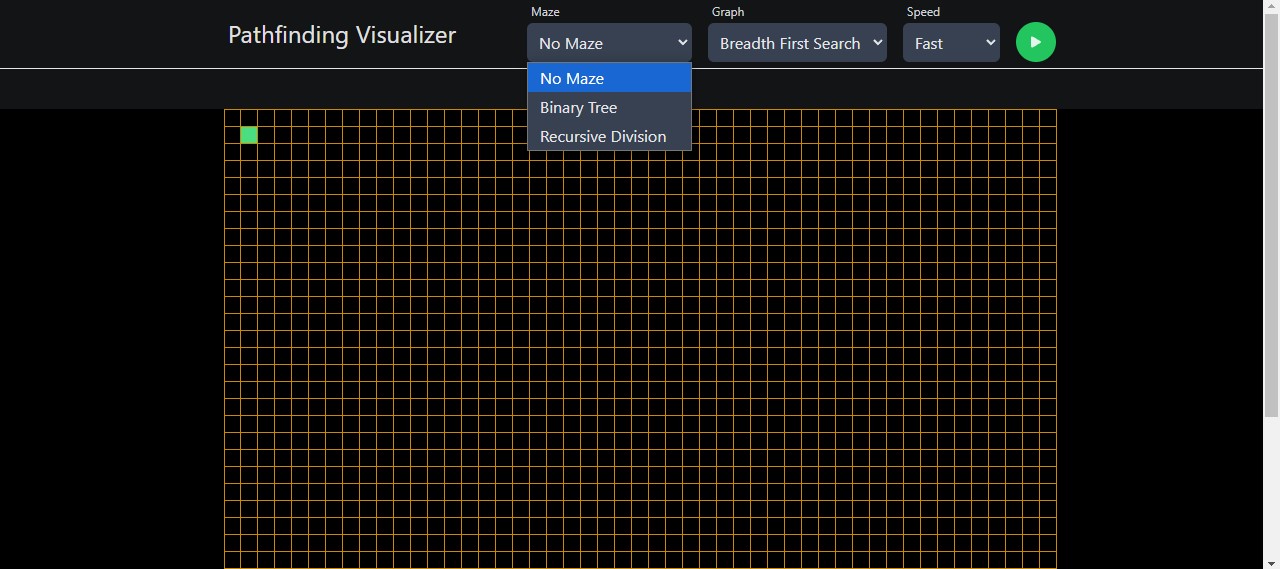 Pathfinding Visualizer
Maze
Graph
Speed
No Maze
Breadth First Search
Fast
No Maze
Binary Tree
Recursive Division